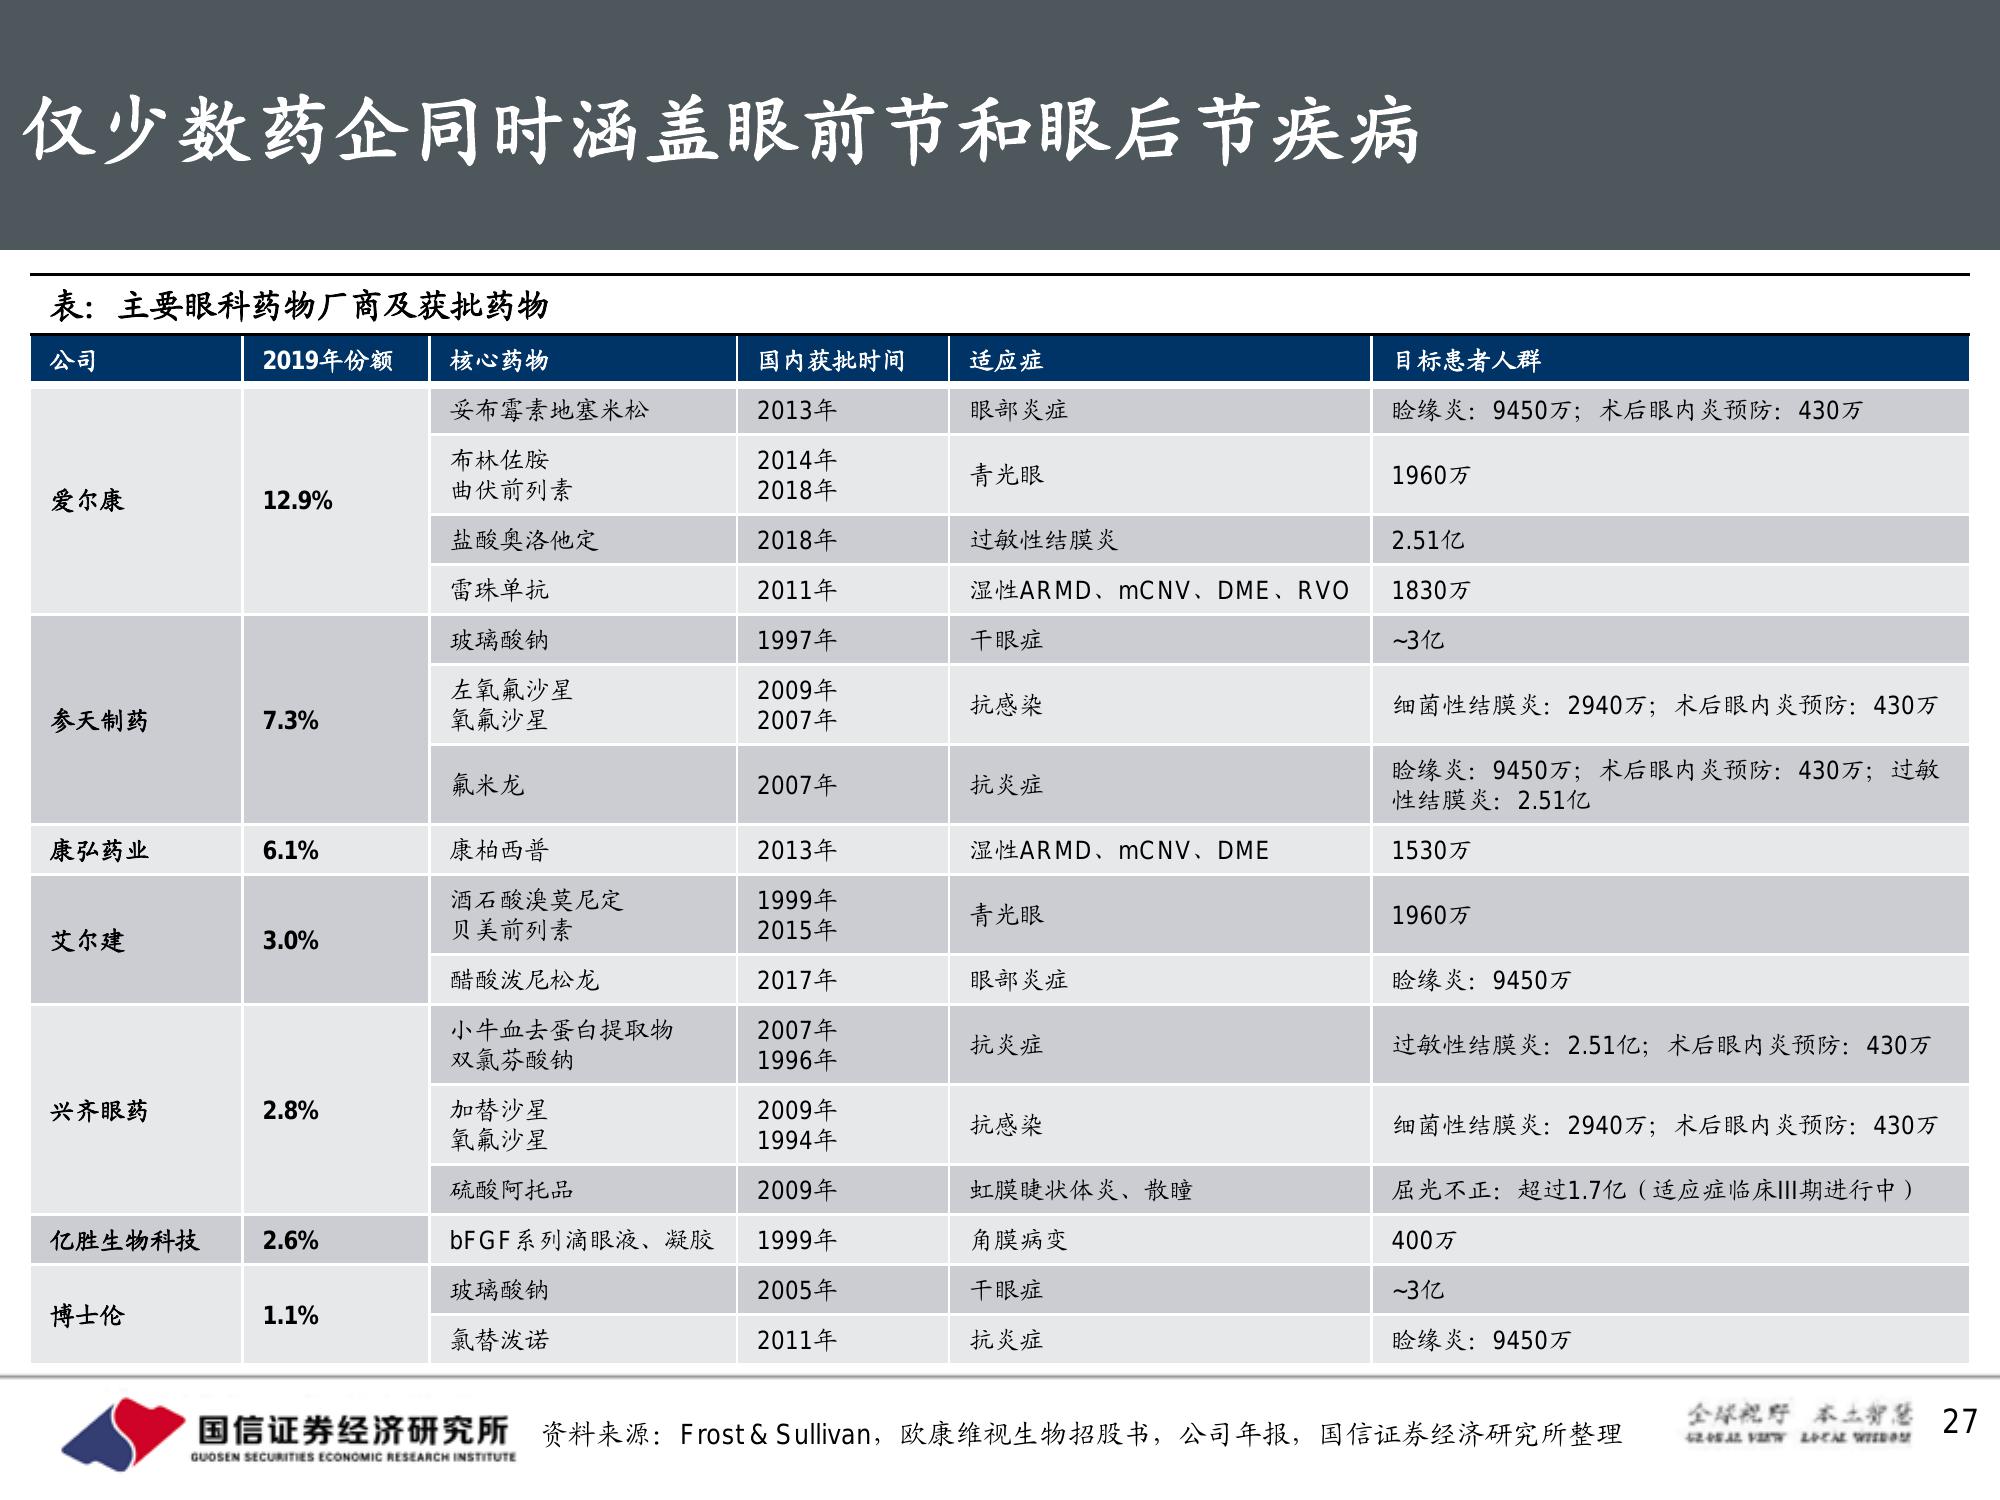 仅少数药企同时涵盖眼前节和眼后节疾病
表：主要眼科药物厂商及获批药物
公司 2019年份额 核心药物 国内获批时间 适应症 目标患者人群
爱尔康 12.9%
妥布霉素地塞米松 2013年 眼部炎症 睑缘炎：9450万；术后眼内炎预防：430万
布林佐胺 2014年
曲伏前列素 2018年
青光眼 1960万
盐酸奥洛他定 2018年 过敏性结膜炎 2.51亿
雷珠单抗 2011年 湿性ARMD、mCNV、DME、RVO 1830万
参天制药 7.3%
玻璃酸钠 1997年 干眼症 ~3亿
左氧氟沙星 2009年
氧氟沙星 2007年
抗感染 细菌性结膜炎：2940万；术后眼内炎预防：430万
氟米龙 2007年 抗炎症 睑缘炎：9450万；术后眼内炎预防：430万；过敏
性结膜炎：2.51亿
康弘药业 6.1% 康柏西普 2013年 湿性ARMD、mCNV、DME 1530万
艾尔建 3.0%
酒石酸溴莫尼定 1999年
贝美前列素 2015年
青光眼 1960万
醋酸泼尼松龙 2017年 眼部炎症 睑缘炎：9450万
兴齐眼药 2.8%
小牛血去蛋白提取物 2007年
双氯芬酸钠 1996年
抗炎症 过敏性结膜炎：2.51亿；术后眼内炎预防：430万
加替沙星 2009年
氧氟沙星 1994年
抗感染 细菌性结膜炎：2940万；术后眼内炎预防：430万
硫酸阿托品 2009年 虹膜睫状体炎、散瞳 屈光不正：超过1.7亿（适应症临床III期进行中）
亿胜生物科技 2.6% bFGF系列滴眼液、凝胶 1999年 角膜病变 400万
博士伦 1.1%
玻璃酸钠 2005年 干眼症 ~3亿
氯替泼诺 2011年 抗炎症 睑缘炎：9450万
国信证券经济研究所
GUOSEN SECURITIES ECONOMIC RESEARCH INSTITUTE
资料来源：Frost & Sullivan，欧康维视生物招股书，公司年报，国信证券经济研究所整理
全球视野 本土智慧
GLOBAL VIEW LOCAL WISDOM
27